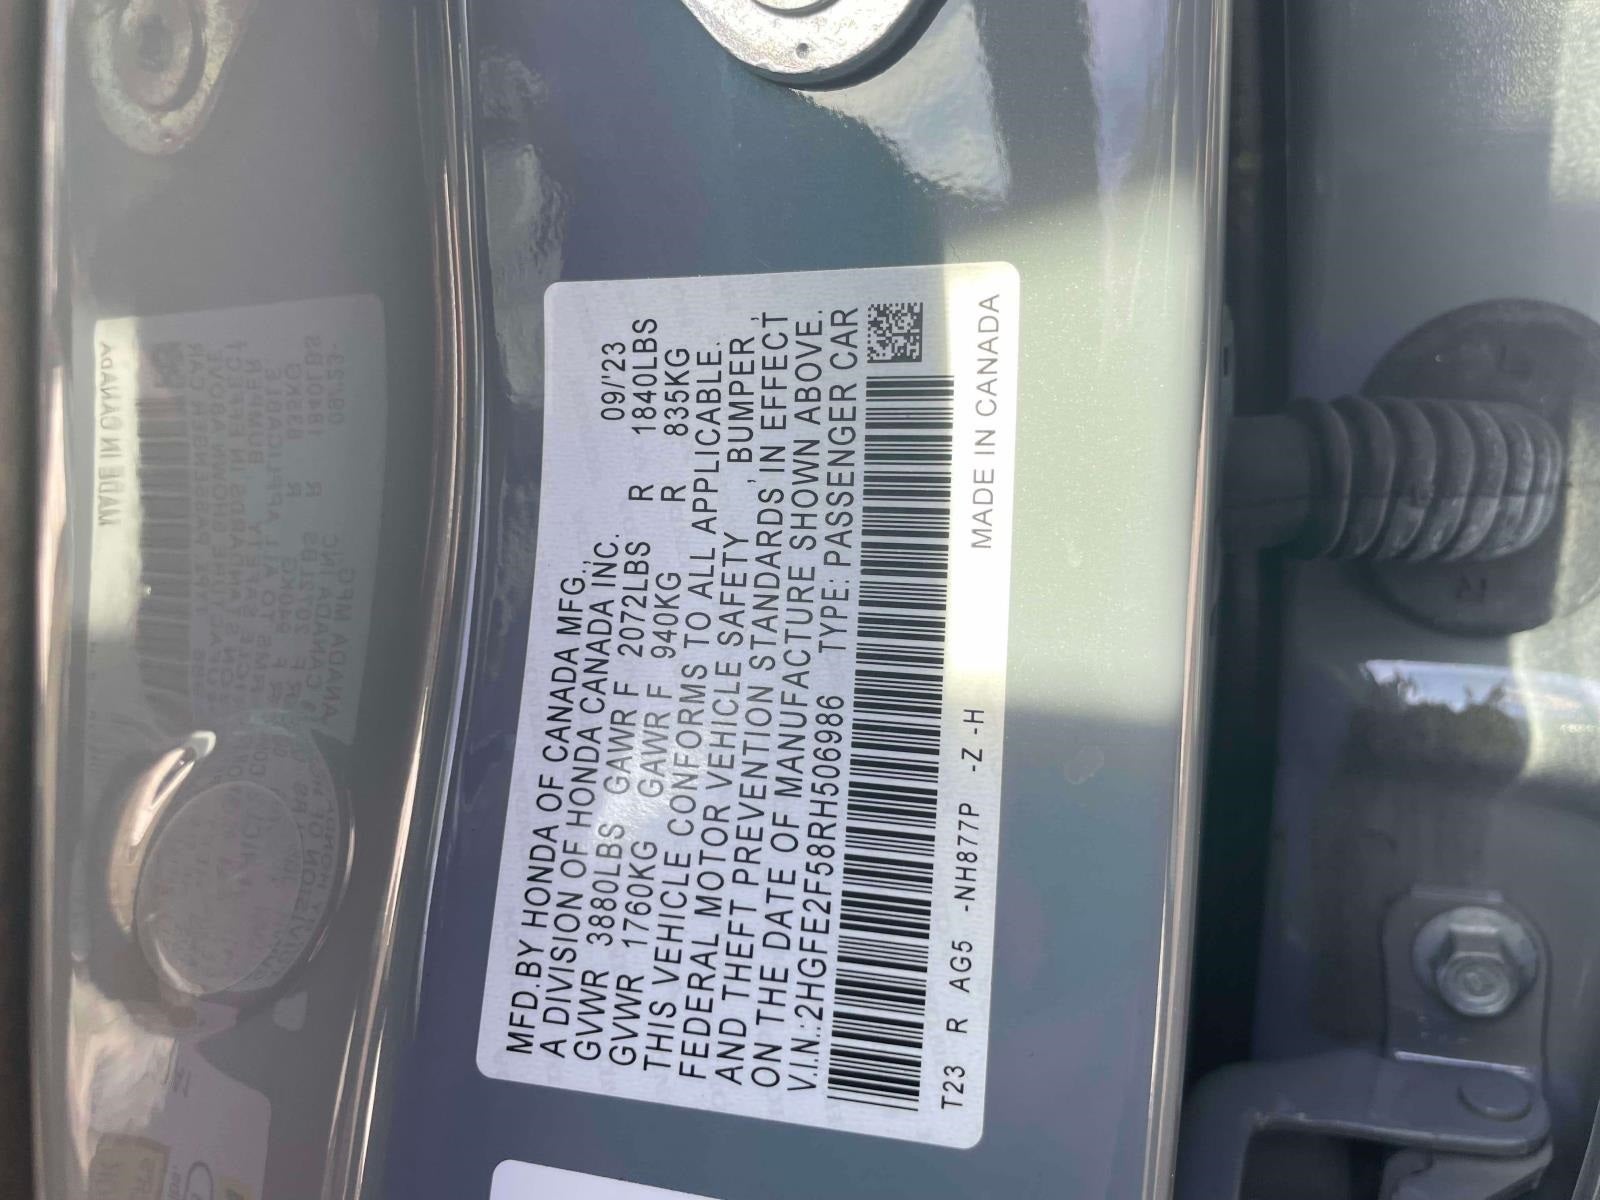 MFD.BY HONDA OF CANADA MFG.,
A DIVISION OF HONDA CANADA INC. 09/'23
GVWR 3880LBS GAWR F 2072LBS R 1840LBS
GVWR 1760KG GAWR F 940KG R 835KG
THIS VEHICLE CONFORMS TO ALL APPLICABLE
FEDERAL MOTOR VEHICLE SAFETY, BUMPER,
AND THEFT PREVENTION STANDARDS IN EFFECT
ON THE DATE OF MANUFACTURE SHOWN ABOVE.
V.I.N.:2HGFE2F58RH506986 TYPE:PASSENGER CAR
T23 R AG5 -NH877P -Z -H MADE IN CANADA